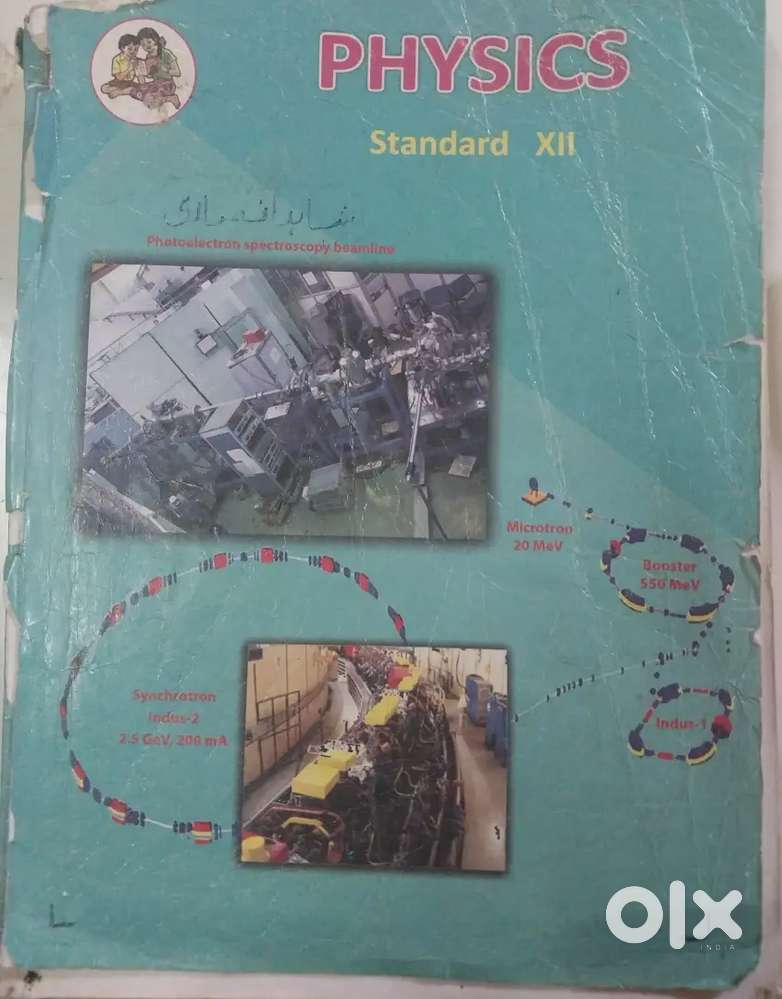 PHYSICS
Standard XII
Photoelectron spectroscopy beamline
Microtron
20 MeV
Booster
550 MeV
Synchrotron
Indus-2
2.5 GeV, 200 mA
Indus-1
olx
INDIA